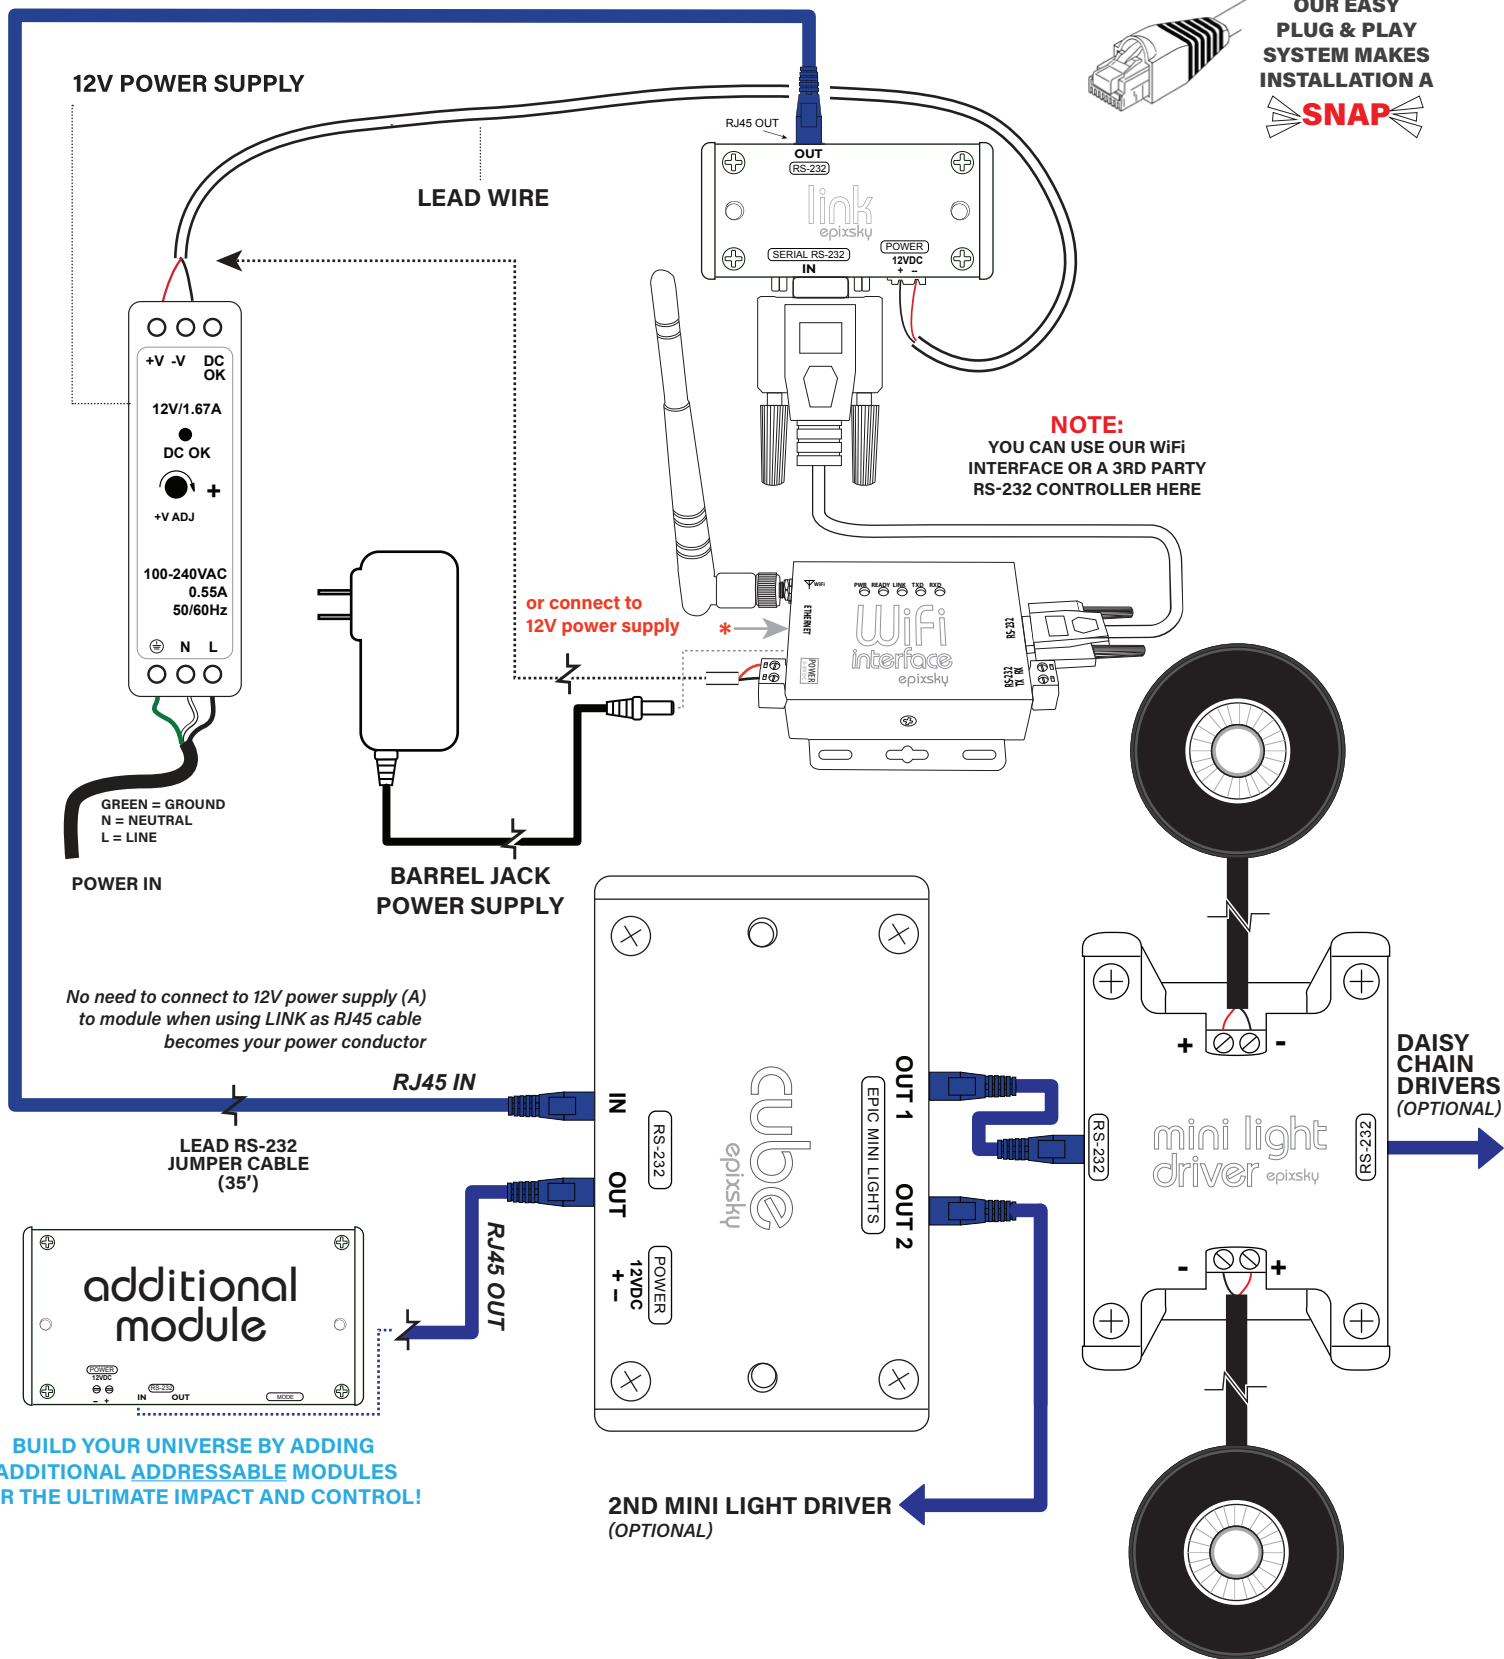 OUR EASY
PLUG & PLAY
SYSTEM MAKES
INSTALLATION A
SNAP
12V POWER SUPPLY
LEAD WIRE
RJ45 OUT
OUT
RS-232
link
epixsky
SERIAL RS-232
IN
POWER
12VDC
+ –
+V -V DC
OK
12V/1.67A
DC OK
+
+V ADJ
100-240VAC
0.55A
50/60Hz
N L
GREEN = GROUND
N = NEUTRAL
L = LINE
POWER IN
NOTE:
YOU CAN USE OUR WiFi
INTERFACE OR A 3RD PARTY
RS-232 CONTROLLER HERE
or connect to
12V power supply *
WiFi
PWR READY LINK TXD RXD
ETHERNET
POWER
WiFi
interface
epixsky
RS-232
RS-232
TX RX
BARREL JACK
POWER SUPPLY
No need to connect to 12V power supply (A)
to module when using LINK as RJ45 cable
becomes your power conductor
RJ45 IN
LEAD RS-232
JUMPER CABLE
(35')
RJ45 OUT
IN
RS-232
OUT
POWER
12VDC
+ –
cube
epixsky
OUT 1
EPIC MINI LIGHTS
OUT 2
+ -
RS-232
mini light
driver epixsky
RS-232
- +
DAISY
CHAIN
DRIVERS
(OPTIONAL)
additional
module
POWER
12VDC
– +
RS-232
IN OUT
MODE
BUILD YOUR UNIVERSE BY ADDING
ADDITIONAL ADDRESSABLE MODULES
R THE ULTIMATE IMPACT AND CONTROL!
2ND MINI LIGHT DRIVER
(OPTIONAL)